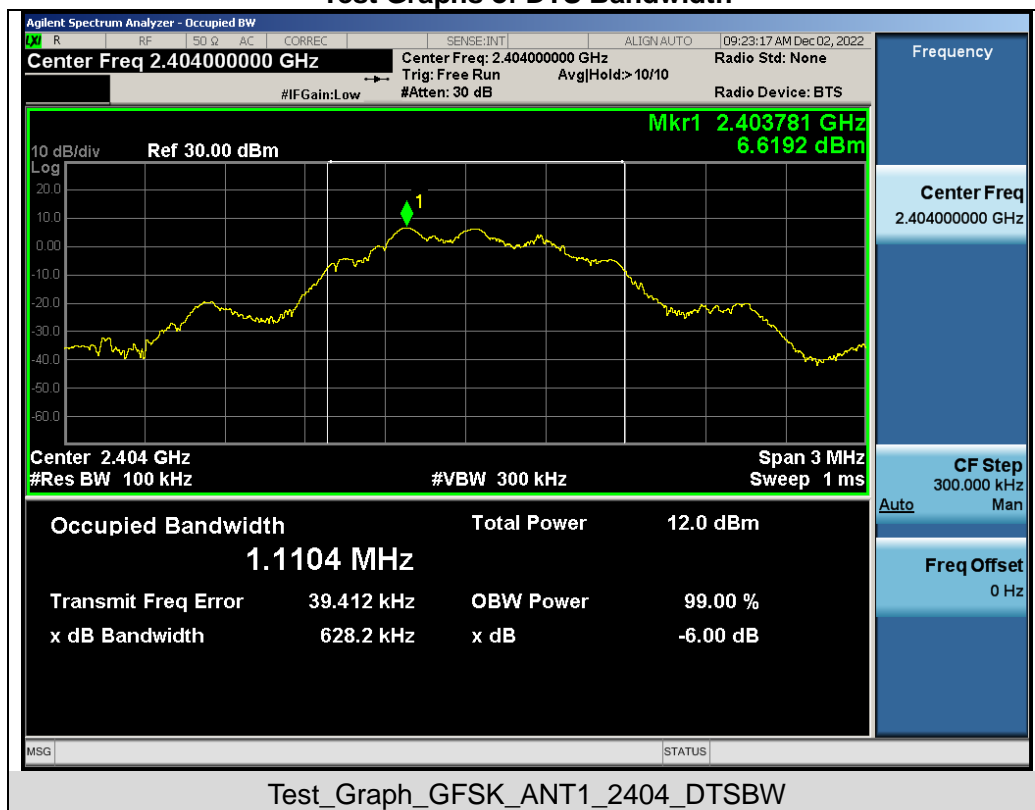 Test Graphs of DTS Bandwidth
Agilent Spectrum Analyzer - Occupied BW
LXI R RF 50 Ω AC CORREC SENSE:INT ALIGN AUTO 09:23:17 AM Dec 02, 2022
Center Freq 2.404000000 GHz
Center Freq: 2.404000000 GHz
Radio Std: None
Trig: Free Run Avg|Hold:> 10/10
#IFGain:Low
#Atten: 30 dB
Radio Device: BTS
Mkr1 2.403781 GHz
6.6192 dBm
10 dB/div
Log
Ref 30.00 dBm
20.0
10.0
0.00
-10.0
-20.0
-30.0
-40.0
-50.0
-60.0
1
Center 2.404 GHz
Span 3 MHz
#Res BW 100 kHz
#VBW 300 kHz
Sweep 1 ms
Occupied Bandwidth
1.1104 MHz
Total Power 12.0 dBm
Transmit Freq Error 39.412 kHz
OBW Power 99.00 %
x dB Bandwidth 628.2 kHz
x dB -6.00 dB
Frequency
Center Freq
2.404000000 GHz
CF Step
300.000 kHz
Auto Man
Freq Offset
0 Hz
MSG
STATUS
Test_Graph_GFSK_ANT1_2404_DTSBW